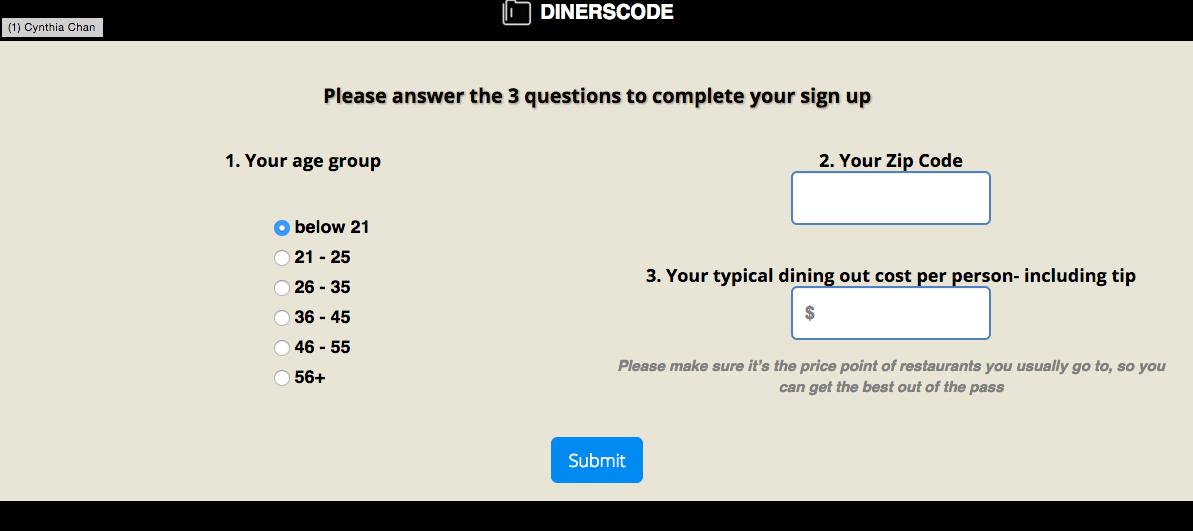 DINERSCODE
(1) Cynthia Chan
Please answer the 3 questions to complete your sign up
1. Your age group
below 21
21 - 25
26 - 35
36 - 45
46 - 55
56+
2. Your Zip Code
3. Your typical dining out cost per person- including tip
$
Please make sure it's the price point of restaurants you usually go to, so you
can get the best out of the pass
Submit